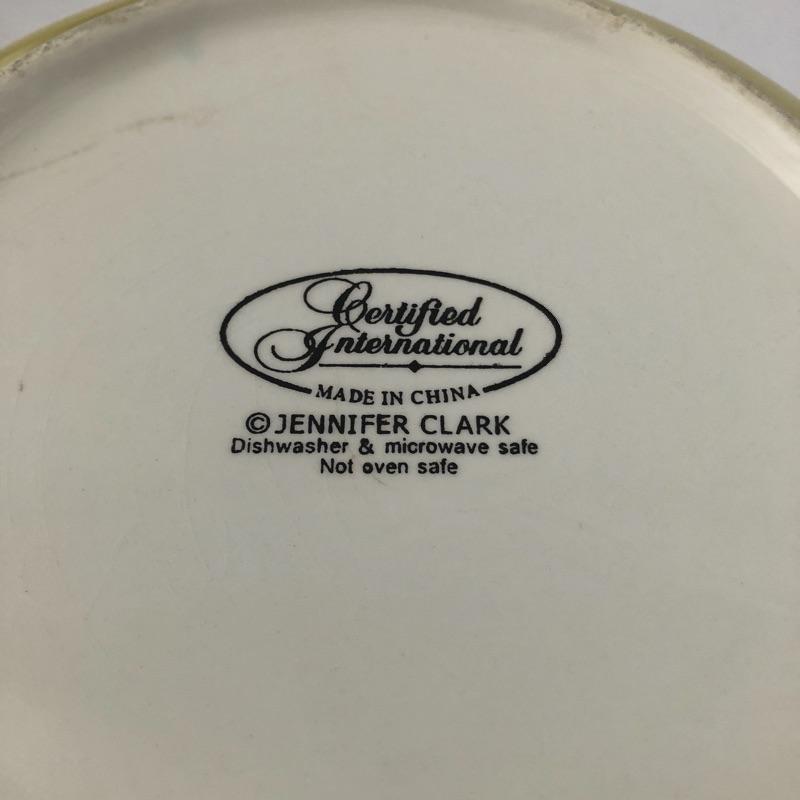 Certified
International
MADE IN CHINA
©JENNIFER CLARK
Dishwasher & microwave safe
Not oven safe